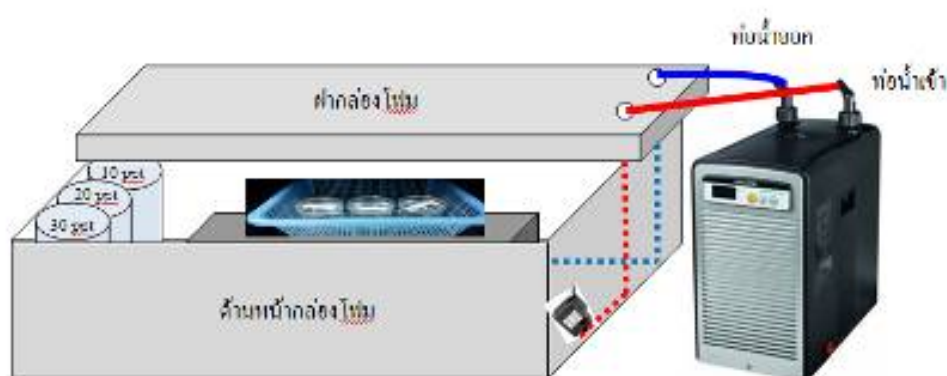 ท่อน้ำออก
ท่อน้ำเข้า
ฝากล่องโฟม
10 ppt
20 ppt
30 ppt
ด้านหน้ากล่องโฟม